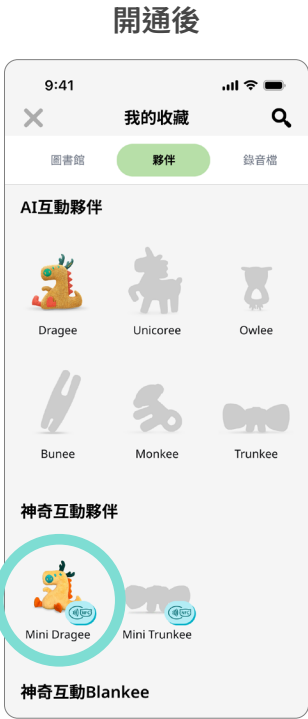 開通後
9:41
我的收藏
圖書館 夥伴 錄音檔
AI互動夥伴
Dragee Unicoree Owlee
Bunee Monkee Trunkee
神奇互動夥伴
Mini Dragee Mini Trunkee
神奇互動Blankee